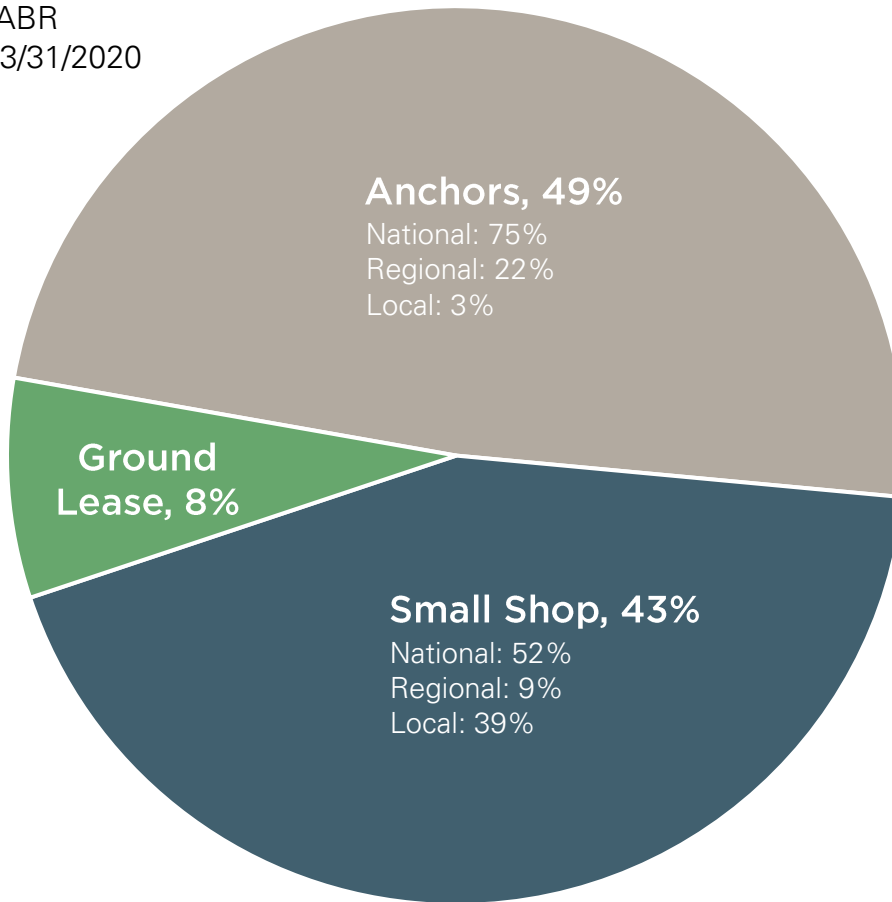 ABR
3/31/2020
Anchors, 49%
National: 75%
Regional: 22%
Local: 3%
Ground
Lease, 8%
Small Shop, 43%
National: 52%
Regional: 9%
Local: 39%